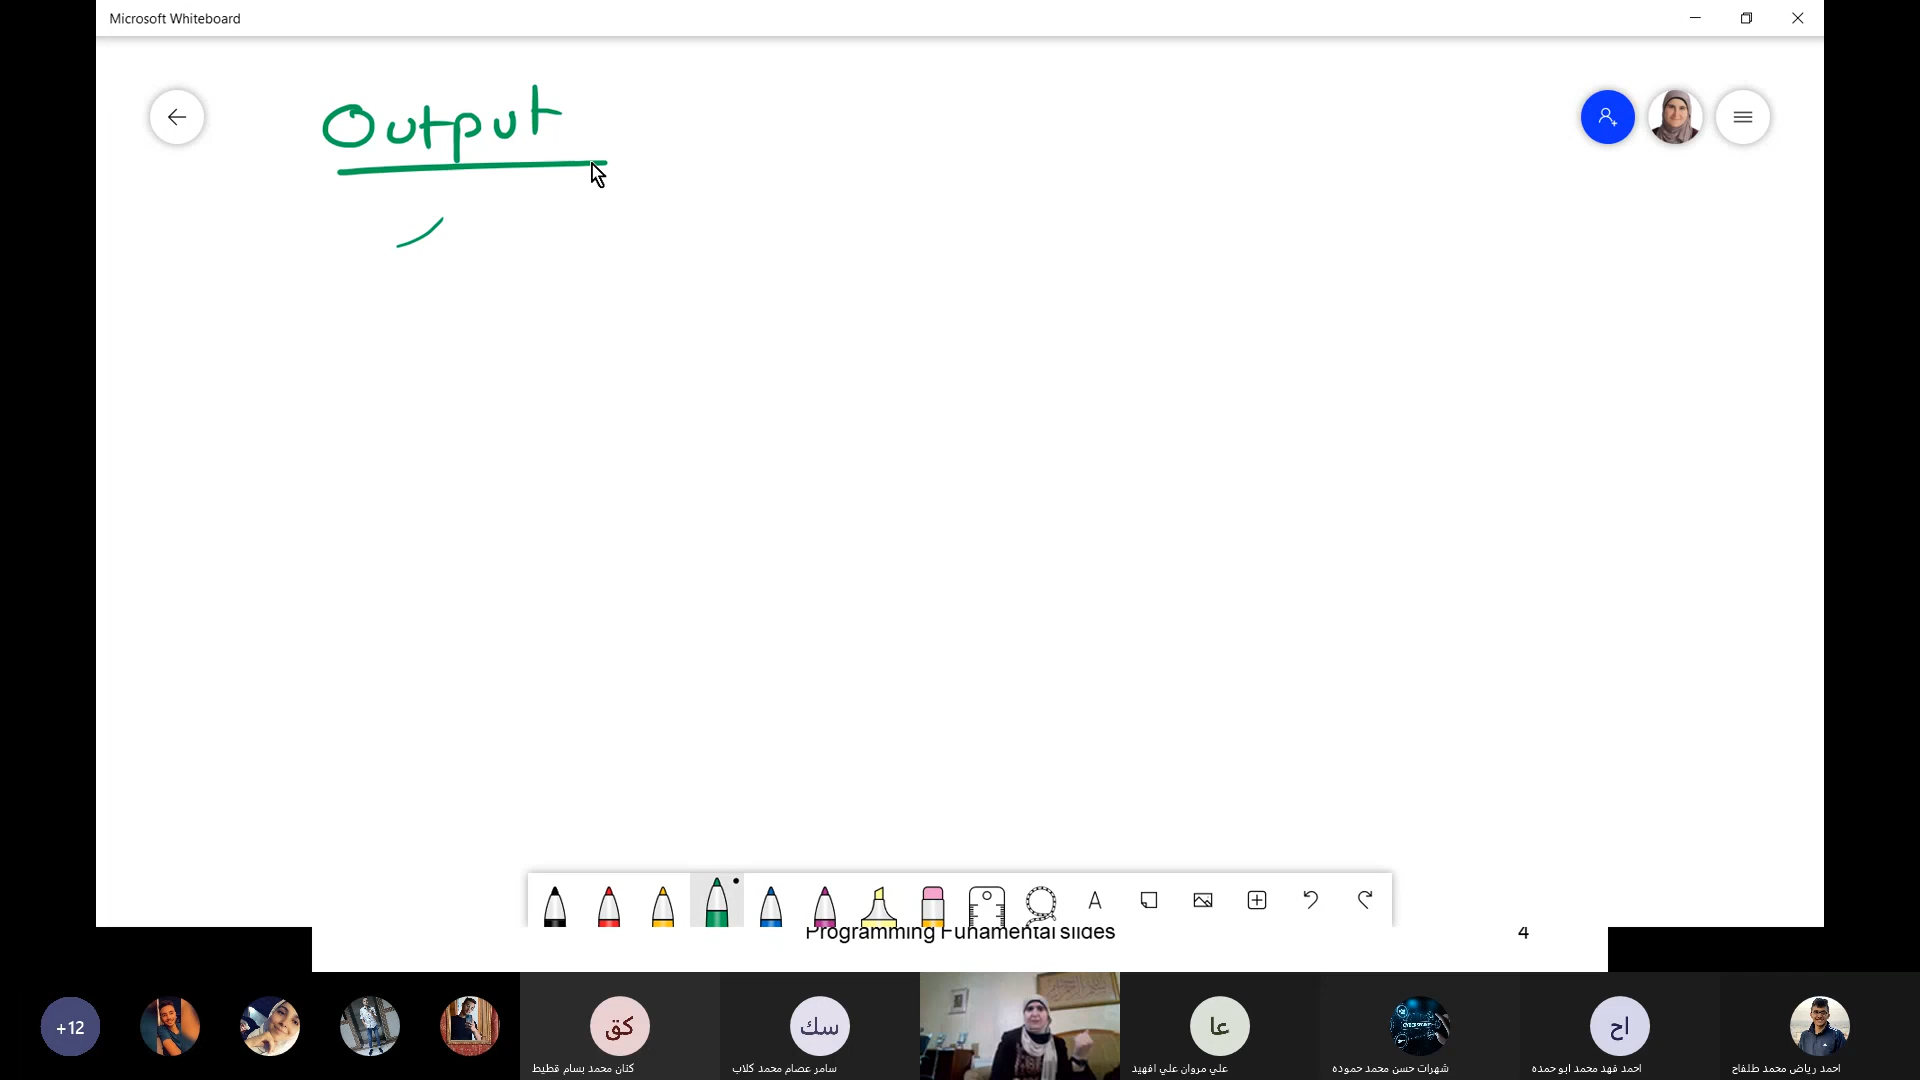 Microsoft Whiteboard
Output
Programming Funamental slides
4
+12
كق
سك
عا
اح
كنان محمد بسام قطيط
سامر عصام محمد كلاب
علي مروان علي افهيد
شهرات حسن محمد حموده
احمد فهد محمد ابو حمده
احمد رياض محمد طلفاح